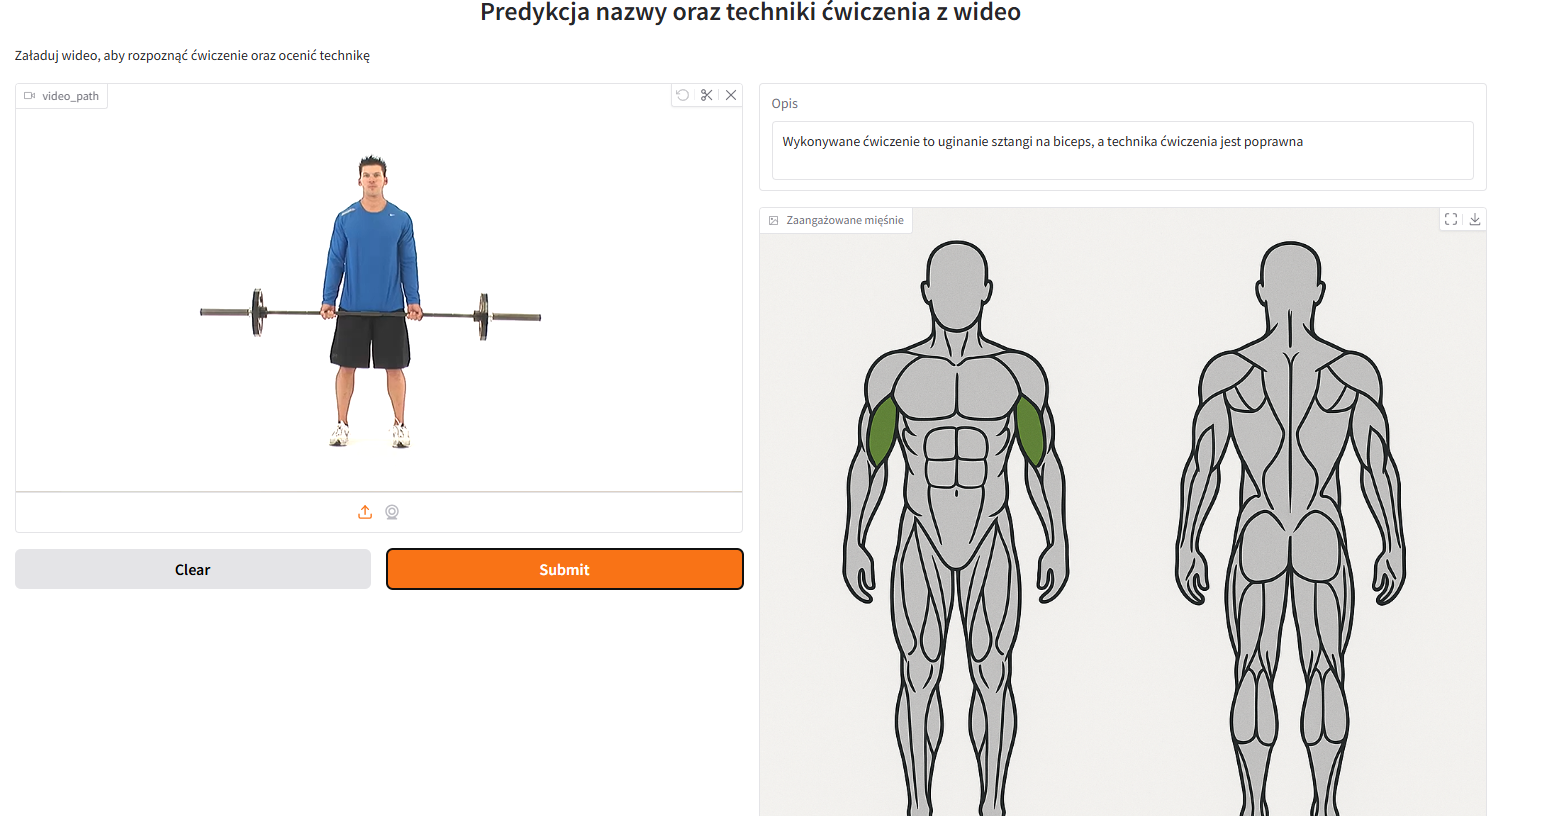 Predykcja nazwy oraz techniki ćwiczenia z wideo
Załaduj wideo, aby rozpoznąć ćwiczenie oraz ocenić technikę
video_path
Clear
Submit
Opis
Wykonywane ćwiczenie to uginanie sztangi na biceps, a technika ćwiczenia jest poprawna
Zaangażowane mięśnie